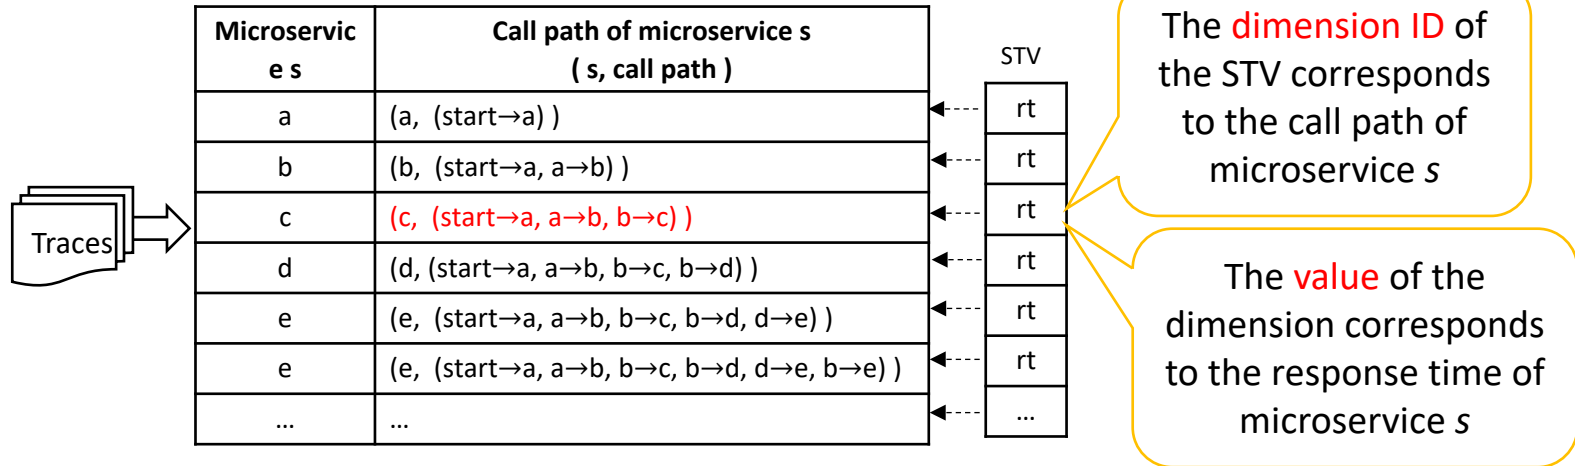 Microservic
e s
Call path of microservice s
( s, call path )
STV
a
(a, (start→a) )
rt
b
(b, (start→a, a→b) )
rt
c
(c, (start→a, a→b, b→c) )
rt
d
(d, (start→a, a→b, b→c, b→d) )
rt
e
(e, (start→a, a→b, b→c, b→d, d→e) )
rt
e
(e, (start→a, a→b, b→c, b→d, d→e, b→e) )
rt
...
...
...
Traces
The dimension ID of
the STV corresponds
to the call path of
microservice s
The value of the
dimension corresponds
to the response time of
microservice s